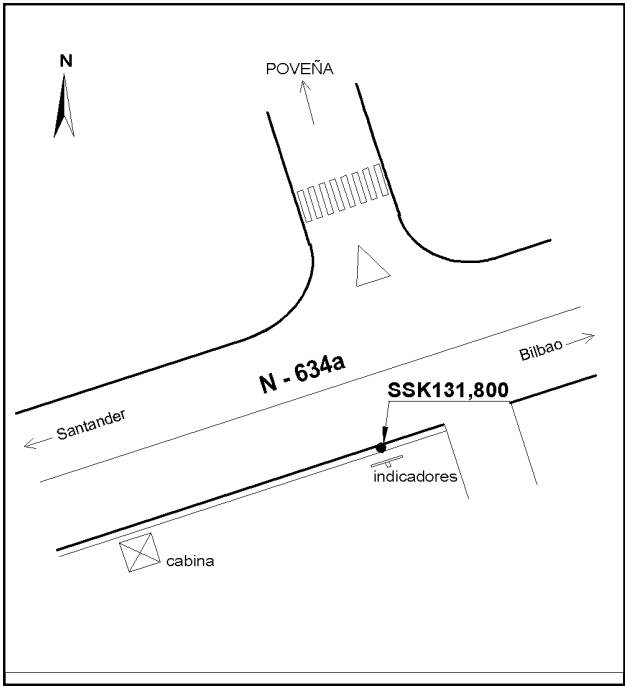 N
POVEÑA
N - 634a
Bilbao
SSK131,800
Santander
indicadores
cabina